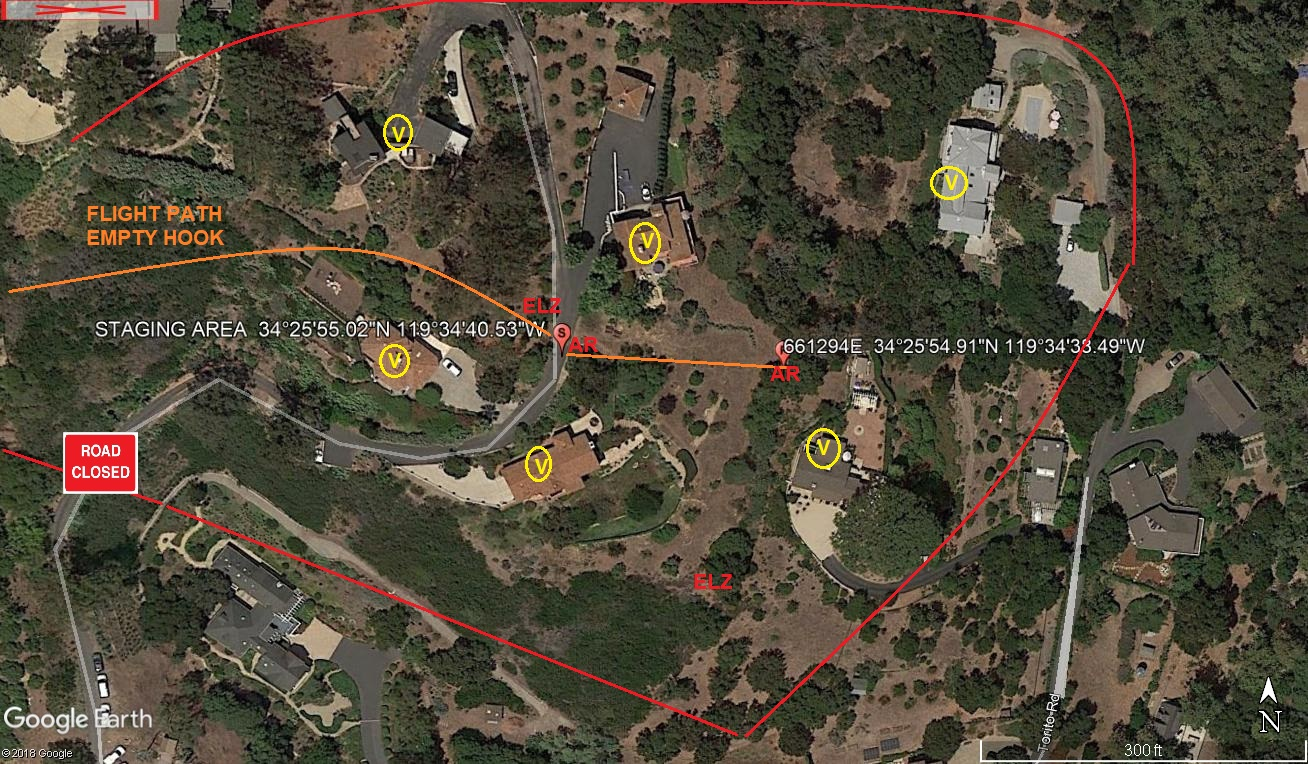 V
V
FLIGHT PATH
EMPTY HOOK
V
ELZ
STAGING AREA 34°25'55.02"N 119°34'40.53"W
S
AR
661294E 34°25'54.91"N 119°34'33.49"W
AR
V
ROAD
CLOSED
V
V
ELZ
Torito Rd
Google Earth
N
©2018 Google
300 ft